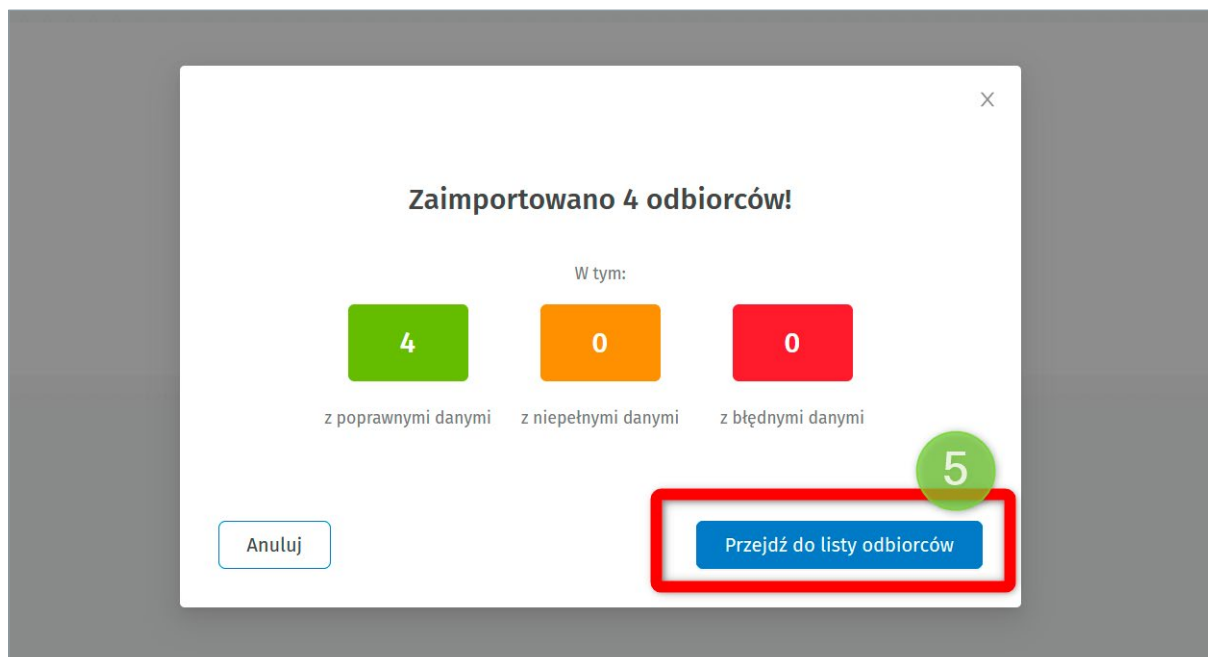 Zaimportowano 4 odbiorców!
W tym:
4 0 0
z poprawnymi danymi z niepełnymi danymi z błędnymi danymi
5
Anuluj Przejdź do listy odbiorców